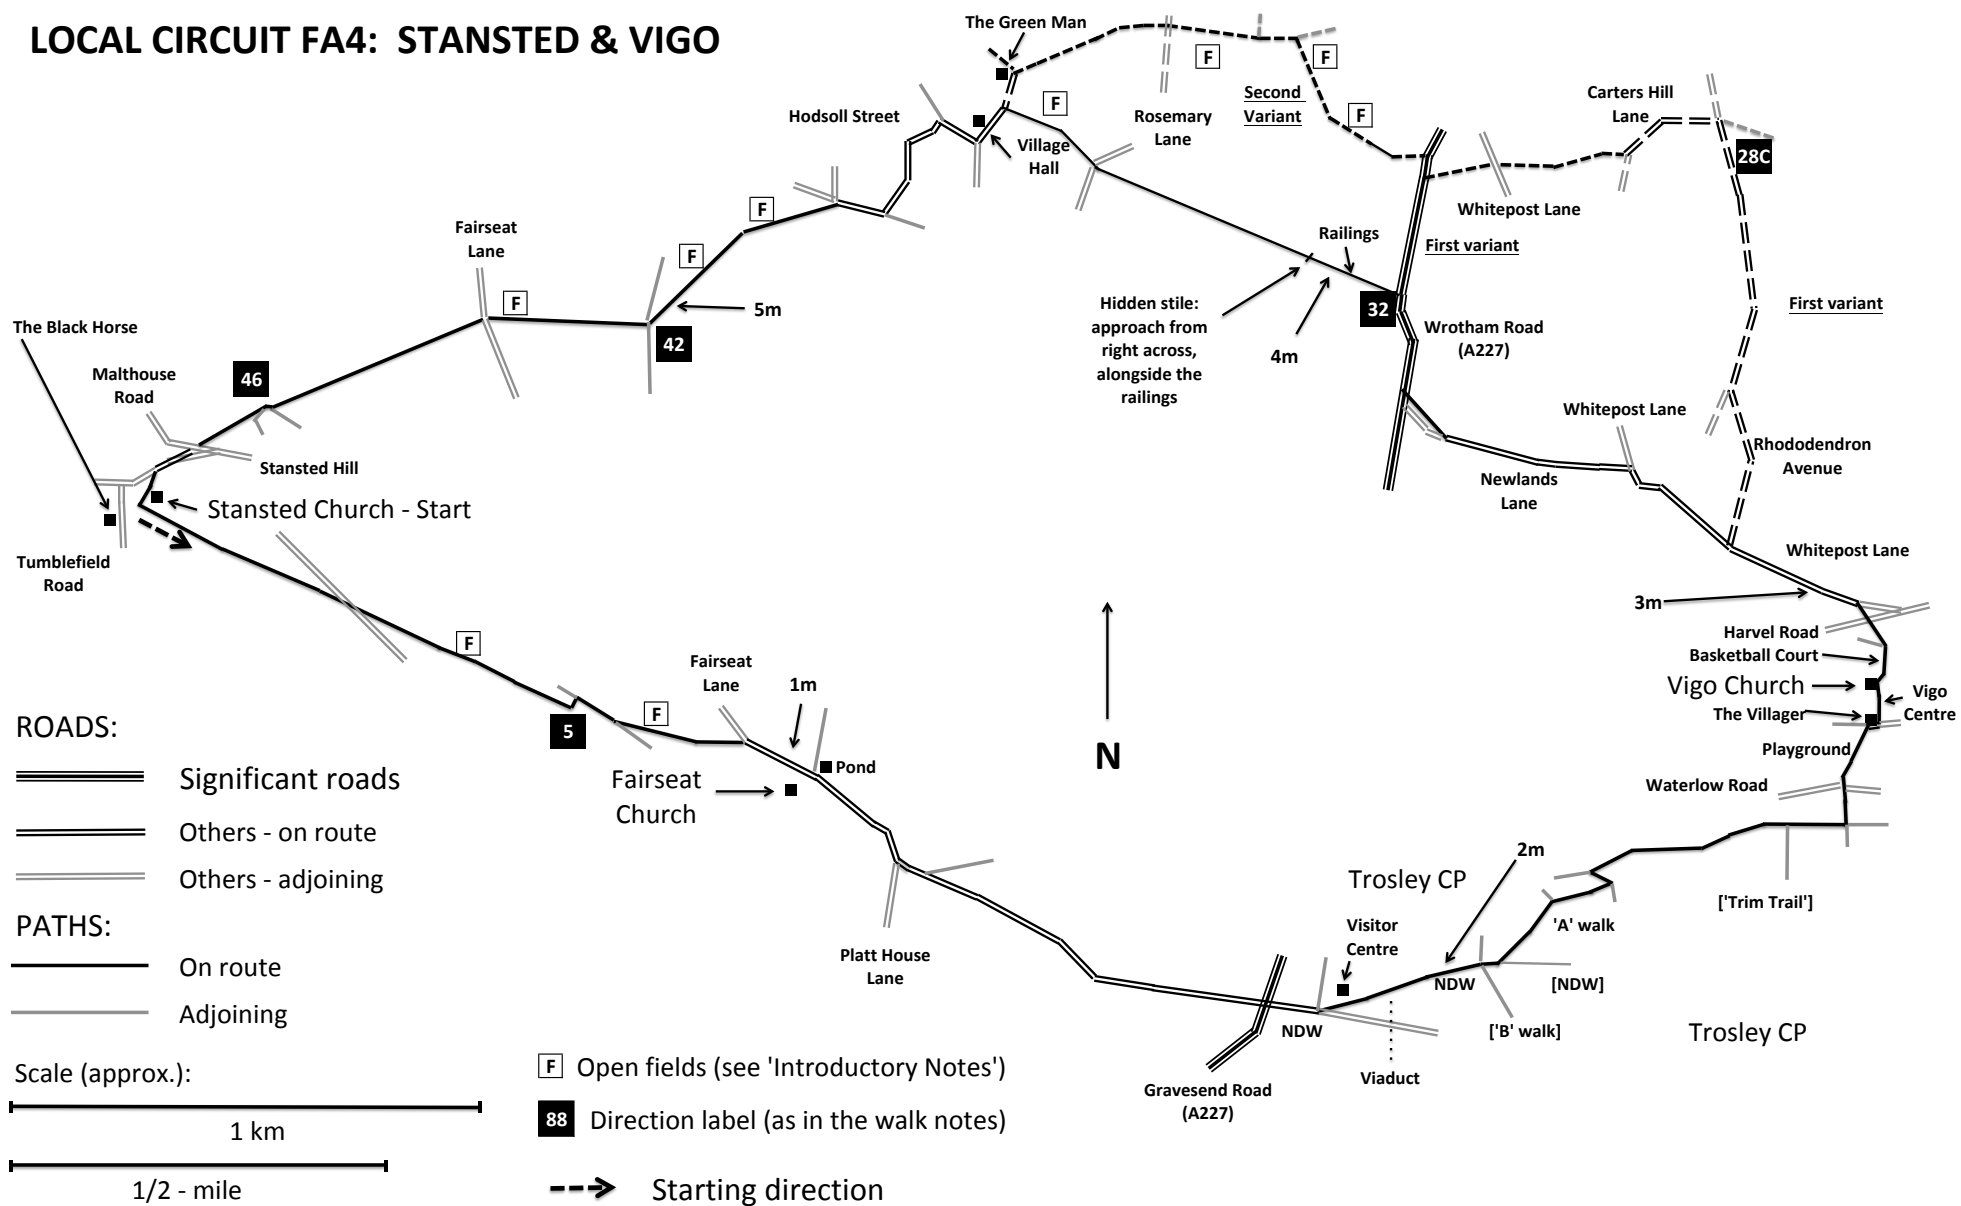 LOCAL CIRCUIT FA4: STANSTED & VIGO
The Green Man
F
F
F
F
F
Second
Variant
Rosemary
Lane
Carters Hill
Lane
28C
Hodsoll Street
Village
Hall
Whitepost Lane
First variant
Railings
F
F
Fairseat
Lane
F
5m
42
Hidden stile:
approach from
right across,
alongside the
railings
4m
32
Wrotham Road
(A227)
First variant
The Black Horse
Malthouse
Road
46
Stansted Hill
Stansted Church - Start
Tumblefield
Road
Whitepost Lane
Newlands
Lane
Rhododendron
Avenue
Whitepost Lane
3m
Harvel Road
Basketball Court
Vigo Church
Vigo
Centre
The Villager
Playground
Waterlow Road
F
5
F
Fairseat
Lane
1m
Pond
Fairseat
Church
N
Platt House
Lane
2m
Trosley CP
['Trim Trail']
Visitor
Centre
'A' walk
NDW
[NDW]
NDW
['B' walk]
Trosley CP
Viaduct
Gravesend Road
(A227)
ROADS:
Significant roads
Others - on route
Others - adjoining
PATHS:
On route
Adjoining
Scale (approx.):
1 km
1/2 - mile
F Open fields (see 'Introductory Notes')
88 Direction label (as in the walk notes)
Starting direction